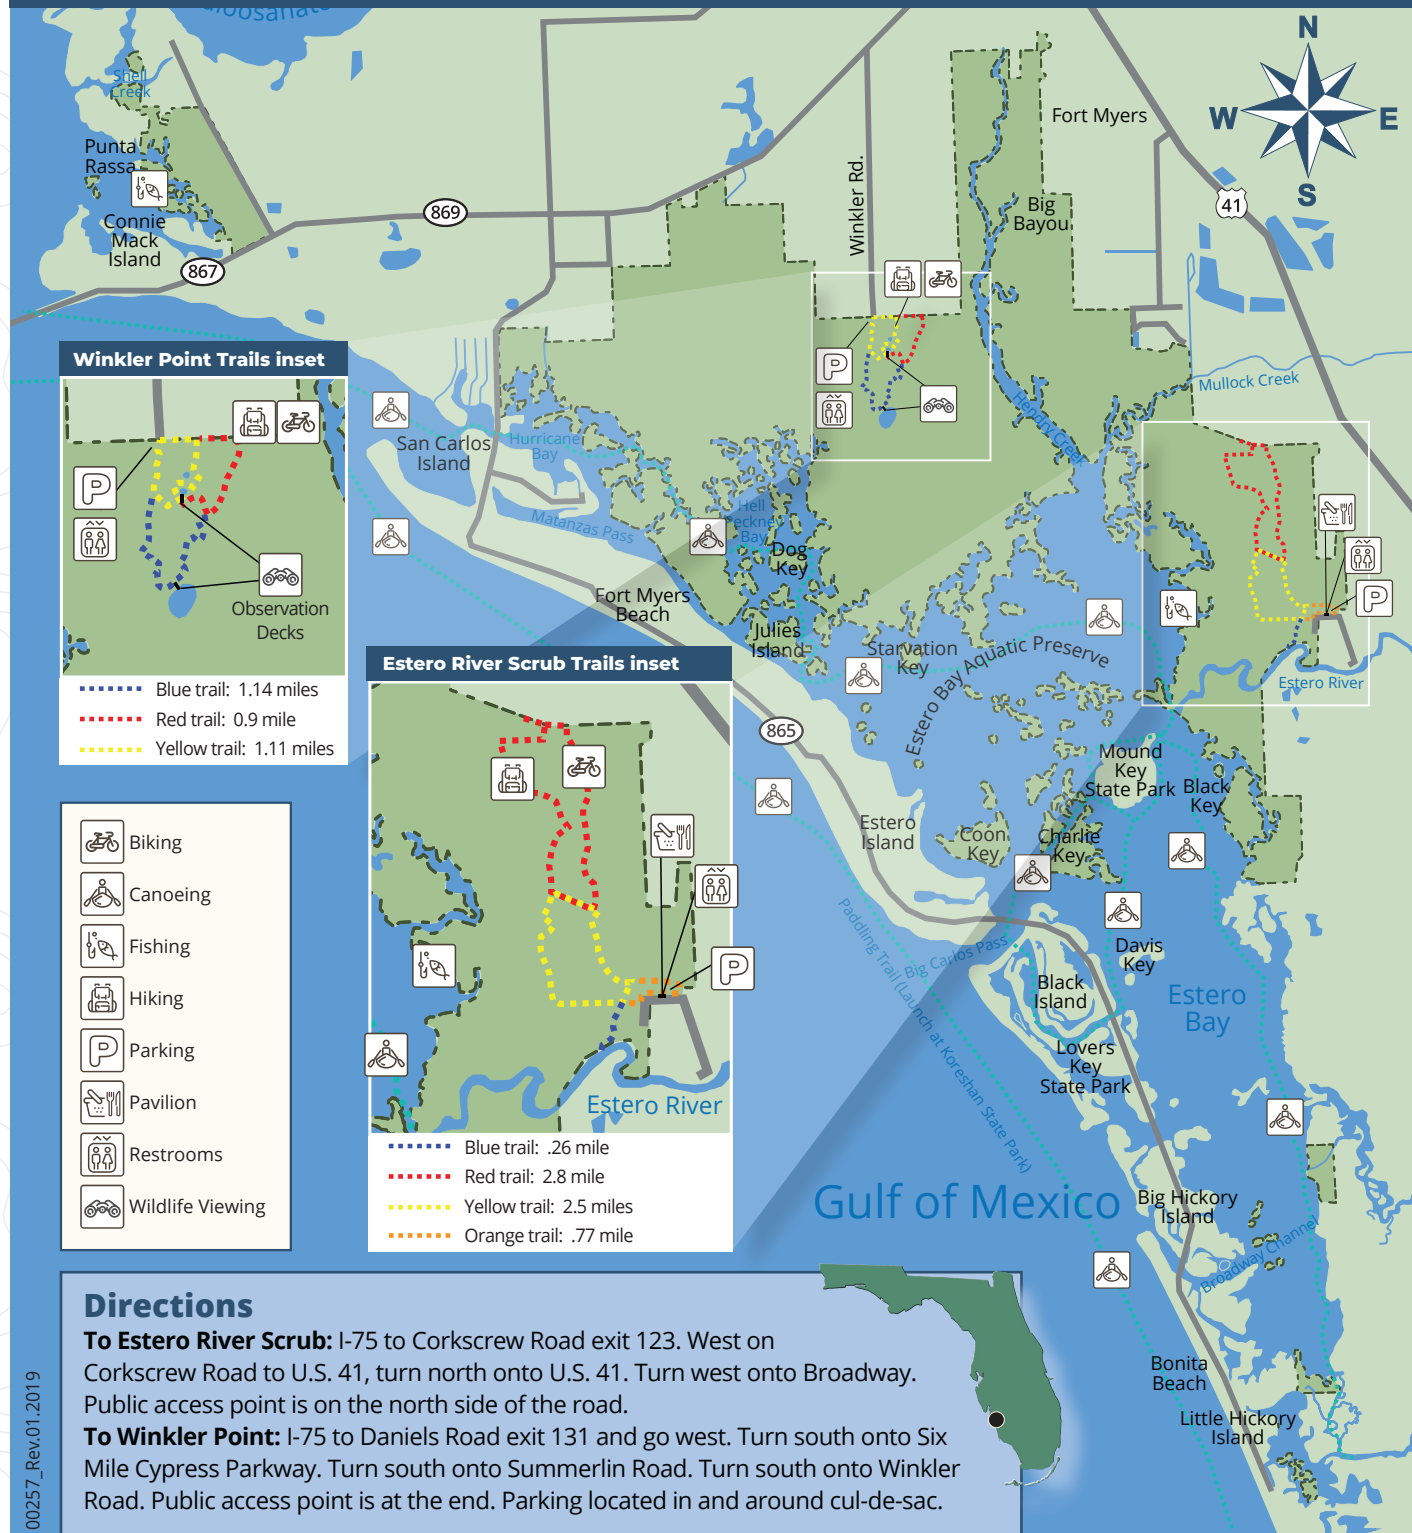 N
W
E
S
Shell
Creek
Punta
Rassa
Connie
Mack
Island
867
869
Winkler Rd.
Fort Myers
Big
Bayou
41
Mullock Creek
Hendry Creek
Winkler Point Trails inset
P
Observation
Decks
Blue trail: 1.14 miles
Red trail: 0.9 mile
Yellow trail: 1.11 miles
San Carlos
Island
Hurricane
Bay
Matanzas Pass
P
Hell
Peckney
Bay
Dog
Key
Fort Myers
Beach
Julies
Island
Starvation
Key
Estero Bay Aquatic Preserve
P
Estero River
865
Mound
Key
State Park
Black
Key
Estero
Island
Coon
Key
Charlie
Key
Davis
Key
Big Carlos Pass
Paddling Trail (Launch at Koreshan State Park)
Black
Island
Estero
Bay
Lovers
Key
State Park
Gulf of Mexico
Big Hickory
Island
Broadway Channel
Bonita
Beach
Little Hickory
Island
Estero River Scrub Trails inset
P
Estero River
Blue trail: .26 mile
Red trail: 2.8 mile
Yellow trail: 2.5 miles
Orange trail: .77 mile
Biking
Canoeing
Fishing
Hiking
P
Parking
Pavilion
Restrooms
Wildlife Viewing
Directions
To Estero River Scrub: I-75 to Corkscrew Road exit 123. West on
Corkscrew Road to U.S. 41, turn north onto U.S. 41. Turn west onto Broadway.
Public access point is on the north side of the road.
To Winkler Point: I-75 to Daniels Road exit 131 and go west. Turn south onto Six
Mile Cypress Parkway. Turn south onto Summerlin Road. Turn south onto Winkler
Road. Public access point is at the end. Parking located in and around cul-de-sac.
00257_Rev.01.2019